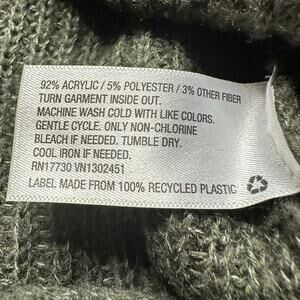 92% ACRYLIC / 5% POLYESTER / 3% OTHER FIBER
TURN GARMENT INSIDE OUT.
MACHINE WASH COLD WITH LIKE COLORS.
GENTLE CYCLE. ONLY NON-CHLORINE
BLEACH IF NEEDED. TUMBLE DRY.
COOL IRON IF NEEDED.
RN17730 VN1302451
LABEL MADE FROM 100% RECYCLED PLASTIC